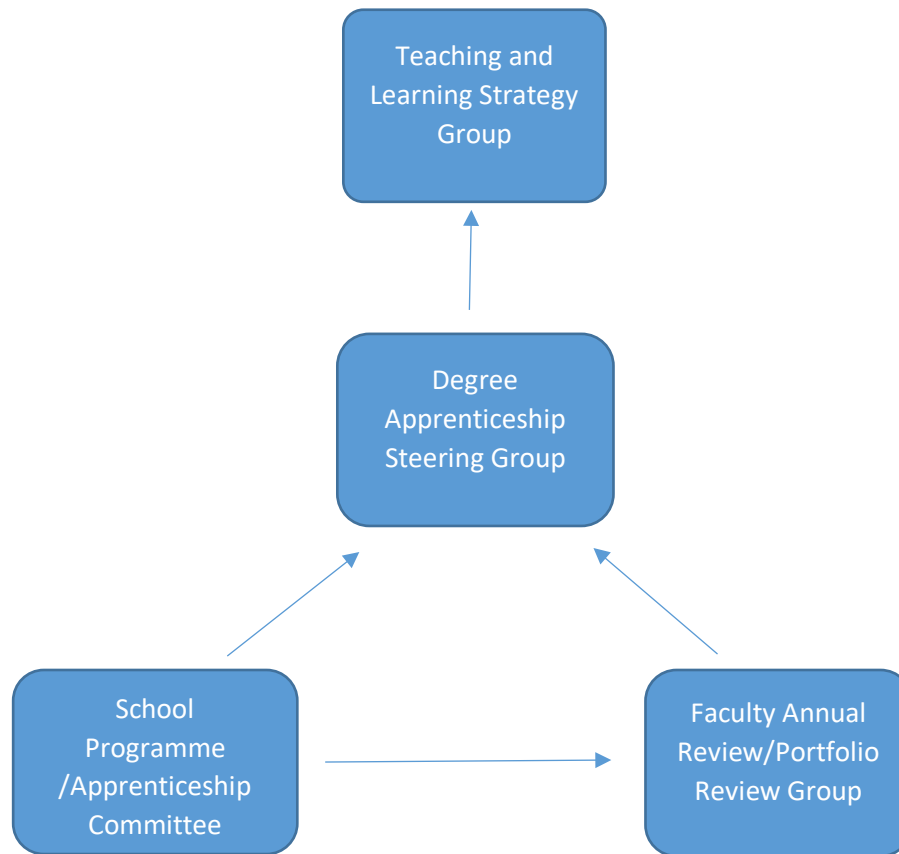 Teaching and
Learning Strategy
Group
Degree
Apprenticeship
Steering Group
School
Programme
/Apprenticeship
Committee
Faculty Annual
Review/Portfolio
Review Group